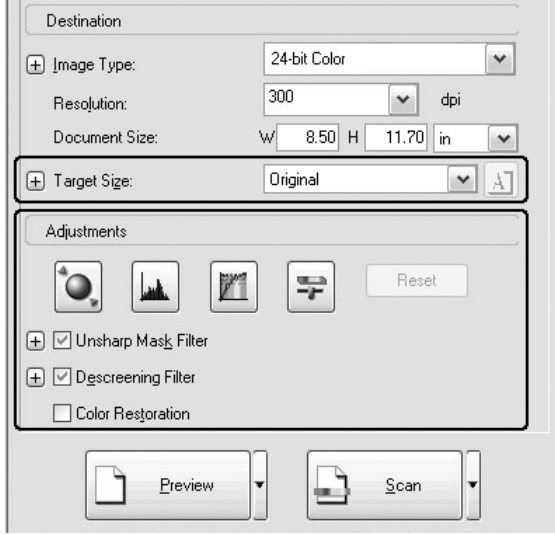 Destination
Image Type: 24-bit Color
Resolution: 300 dpi
Document Size: W 8.50 H 11.70 in
Target Size: Original A
Adjustments
Reset
Unsharp Mask Filter
Descreening Filter
Color Restoration
Preview Scan